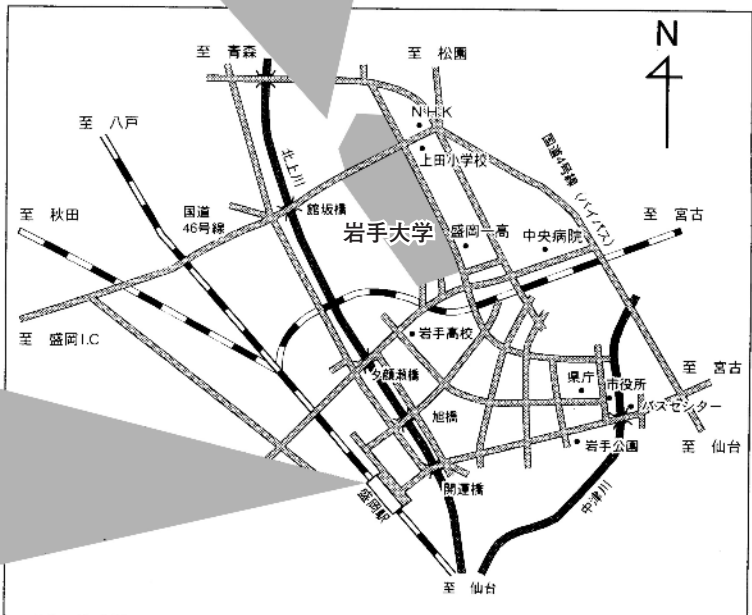 至 青森
至 松園
N
至 八戸
NHK
上田小学校
国道4号線 (バイパス)
北上川
至 秋田
国道
46号線
館坂橋
岩手大学
盛岡一高
中央病院
至 宮古
至 盛岡I.C
岩手高校
夕顔瀬橋
県庁
市役所
至 宮古
バスセンター
旭橋
岩手公園
至 仙台
開運橋
盛岡駅
中津川
至 仙台